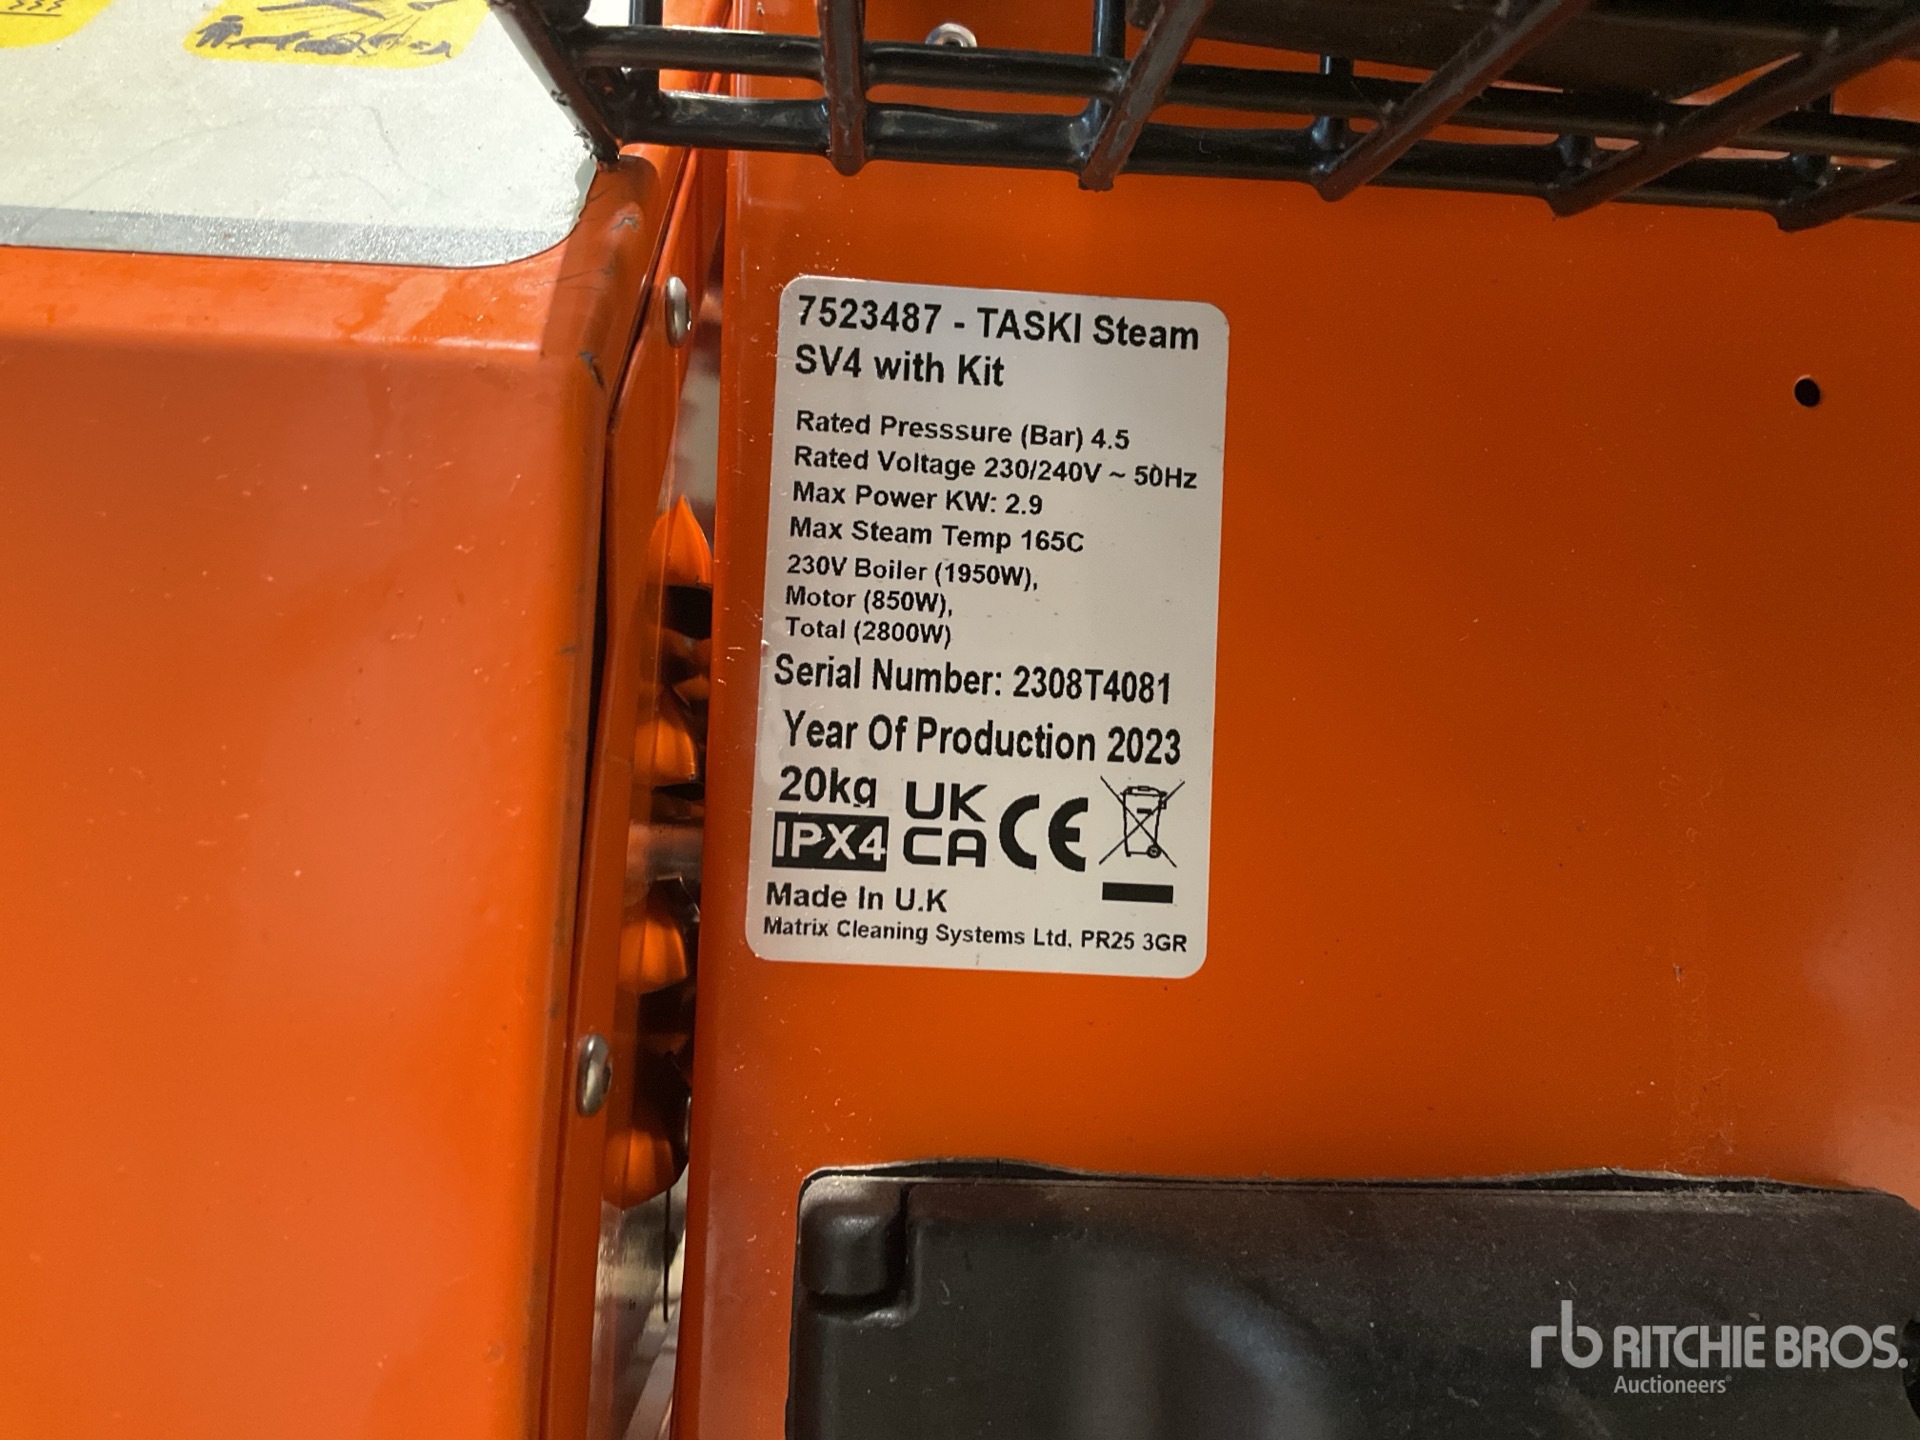 7523487 - TASKI Steam
SV4 with Kit
Rated Presssure (Bar) 4.5
Rated Voltage 230/240V ~ 50Hz
Max Power KW: 2.9
Max Steam Temp 165C
230V Boiler (1950W),
Motor (850W),
Total (2800W)
Serial Number: 2308T4081
Year Of Production 2023
20kg
IPX4
UK
CA
CE
Made In U.K
Matrix Cleaning Systems Ltd, PR25 3GR
rb RITCHIE BROS.
Auctioneers